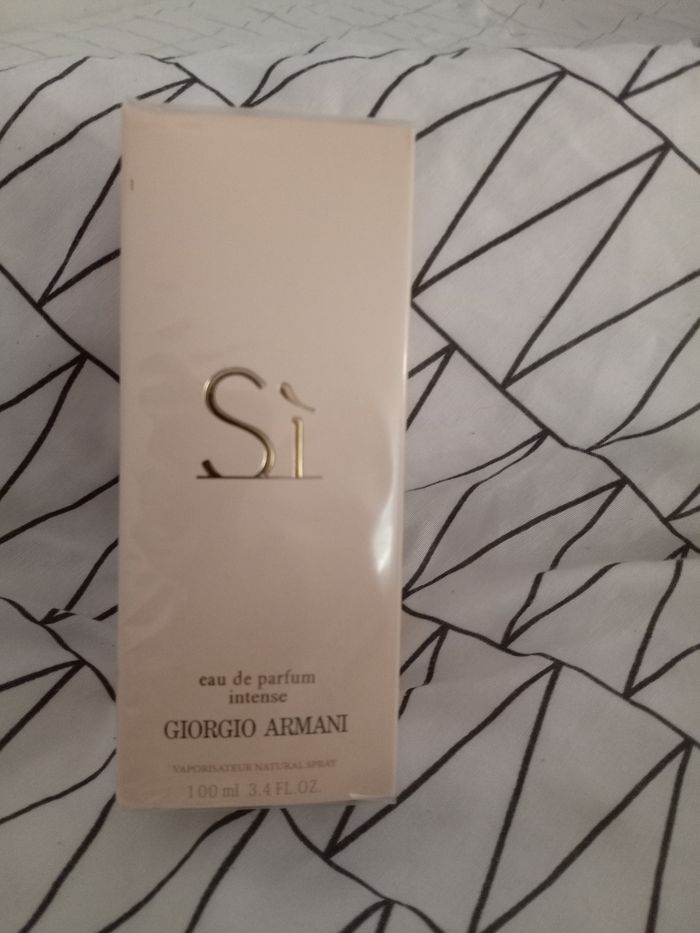 Sì
eau de parfum
intense
GIORGIO ARMANI
VAPORISATEUR NATURAL SPRAY
100 ml 3.4 FL.OZ.